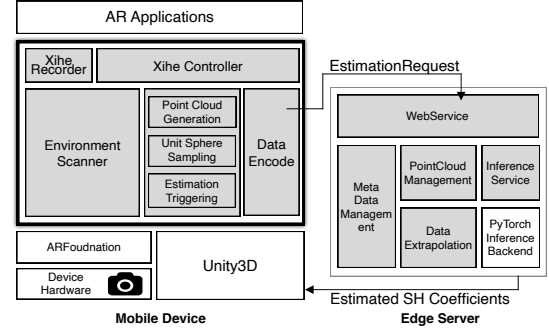 AR Applications
Xihe
Recorder
Xihe Controller
Environment
Scanner
Point Cloud
Generation
Unit Sphere
Sampling
Estimation
Triggering
Data
Encode
ARFoudnation
Device
Hardware
Unity3D
Mobile Device
EstimationRequest
WebService
Meta
Data
Managem
ent
PointCloud
Management
Inference
Service
Data
Extrapolation
PyTorch
Inference
Backend
Estimated SH Coefficients
Edge Server